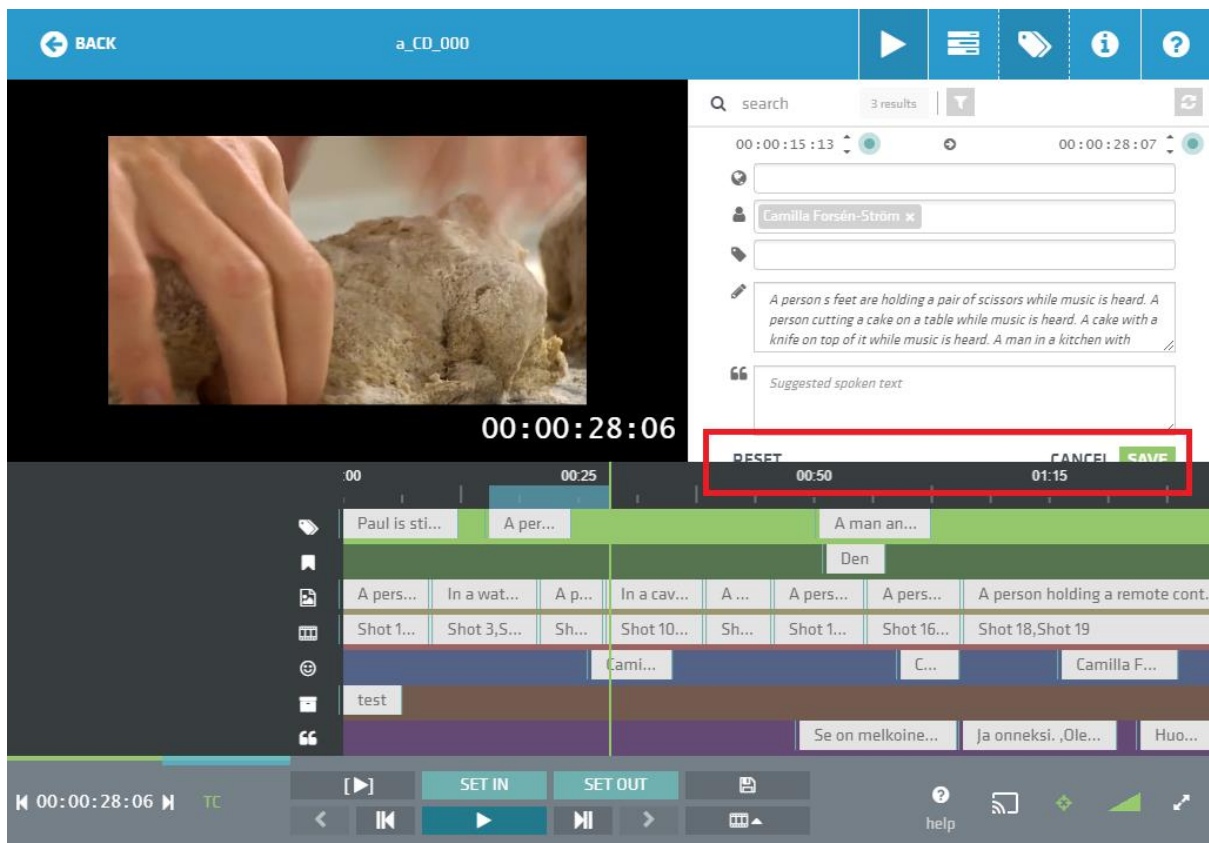 BACK
a_CD_000
search
3 results
00:00:15:13
00:00:28:07
Camilla Forsén-Ström x
A person s feet are holding a pair of scissors while music is heard. A
person cutting a cake on a table while music is heard. A cake with a
knife on top of it while music is heard. A man in a kitchen with
Suggested spoken text
00:00:28:06
RESET CANCEL SAVE
:00 00:25 00:50 01:15
Paul is sti... A per... A man an...
Den
A pers... In a wat... A p... In a cav... A ... A pers... A pers... A person holding a remote cont.
Shot 1... Shot 3,S... Sh... Shot 10... Sh... Shot 1... Shot 16... Shot 18,Shot 19
Cami... C... Camilla F...
test
Se on melkoine... Ja onneksi. ,Ole... Huo...
[▶] SET IN SET OUT
00:00:28:06 TC
help